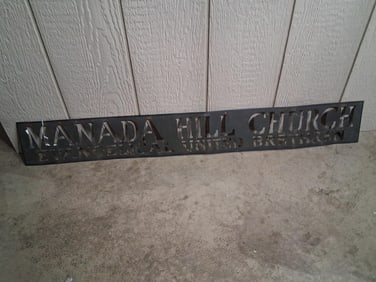 MANADA HILL CHURCH
EVANGELICAL UNITED BRETHREN